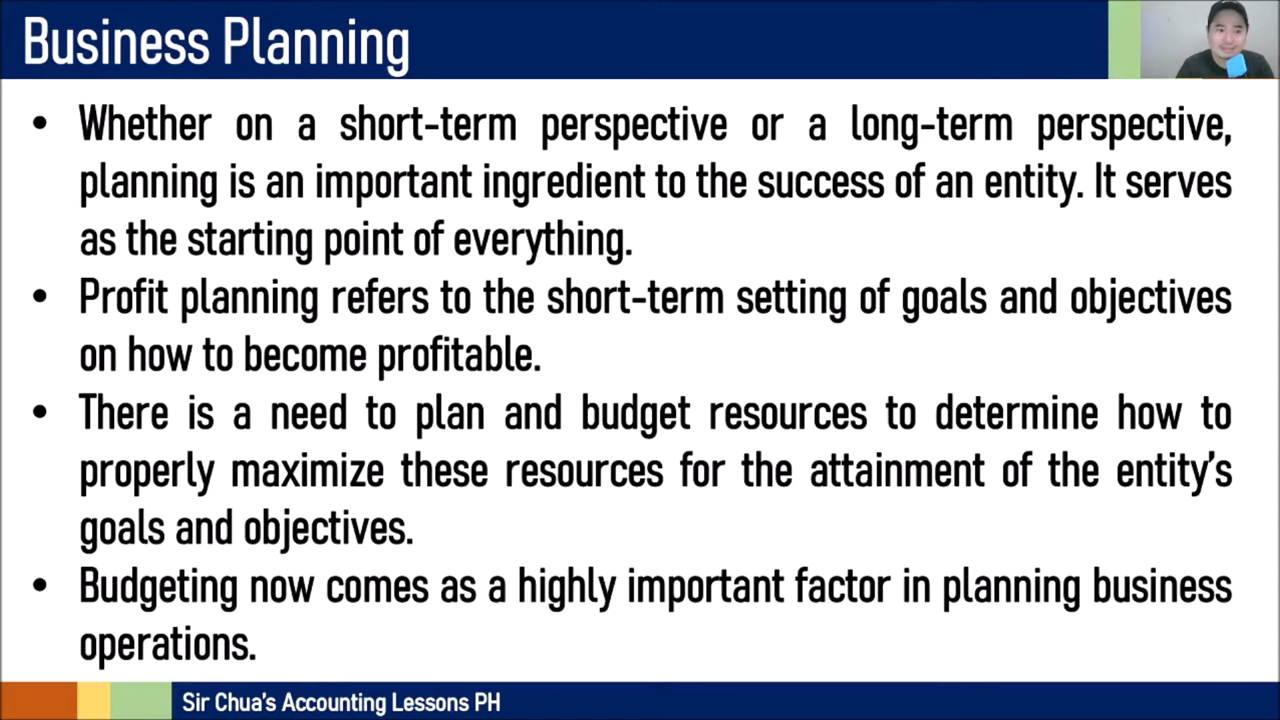 Business Planning
• Whether on a short-term perspective or a long-term perspective,
planning is an important ingredient to the success of an entity. It serves
as the starting point of everything.
• Profit planning refers to the short-term setting of goals and objectives
on how to become profitable.
• There is a need to plan and budget resources to determine how to
properly maximize these resources for the attainment of the entity's
goals and objectives.
• Budgeting now comes as a highly important factor in planning business
operations.
Sir Chua's Accounting Lessons PH